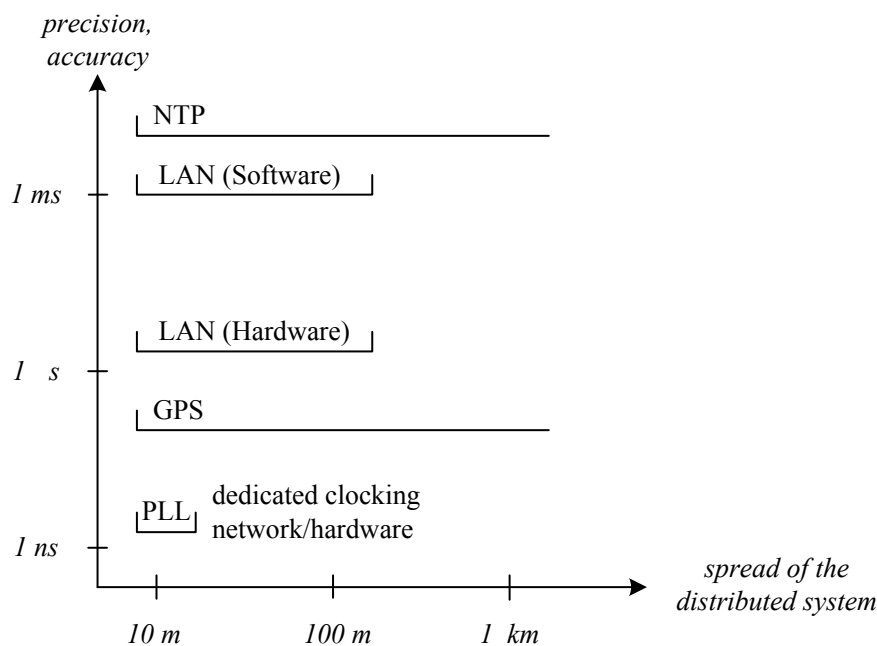 precision,
accuracy
NTP
LAN (Software)
1 ms
LAN (Hardware)
1 s
GPS
PLL
dedicated clocking
network/hardware
1 ns
spread of the
distributed system
10 m
100 m
1 km